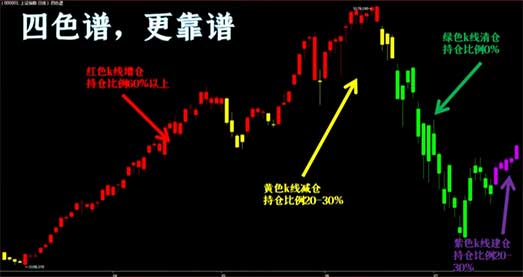 四色谱，更靠谱
绿色k线清仓
持仓比例0%
红色k线增仓
持仓比例60%以上
黄色k线减仓
持仓比例20-30%
紫色k线建仓
持仓比例20-
30%